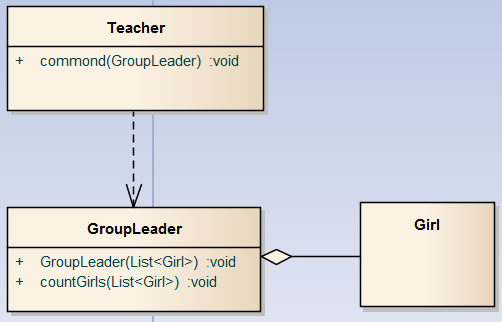 Teacher
+ commond(GroupLeader) :void
GroupLeader
+ GroupLeader(List<Girl>) :void
+ countGirls(List<Girl>) :void
Girl